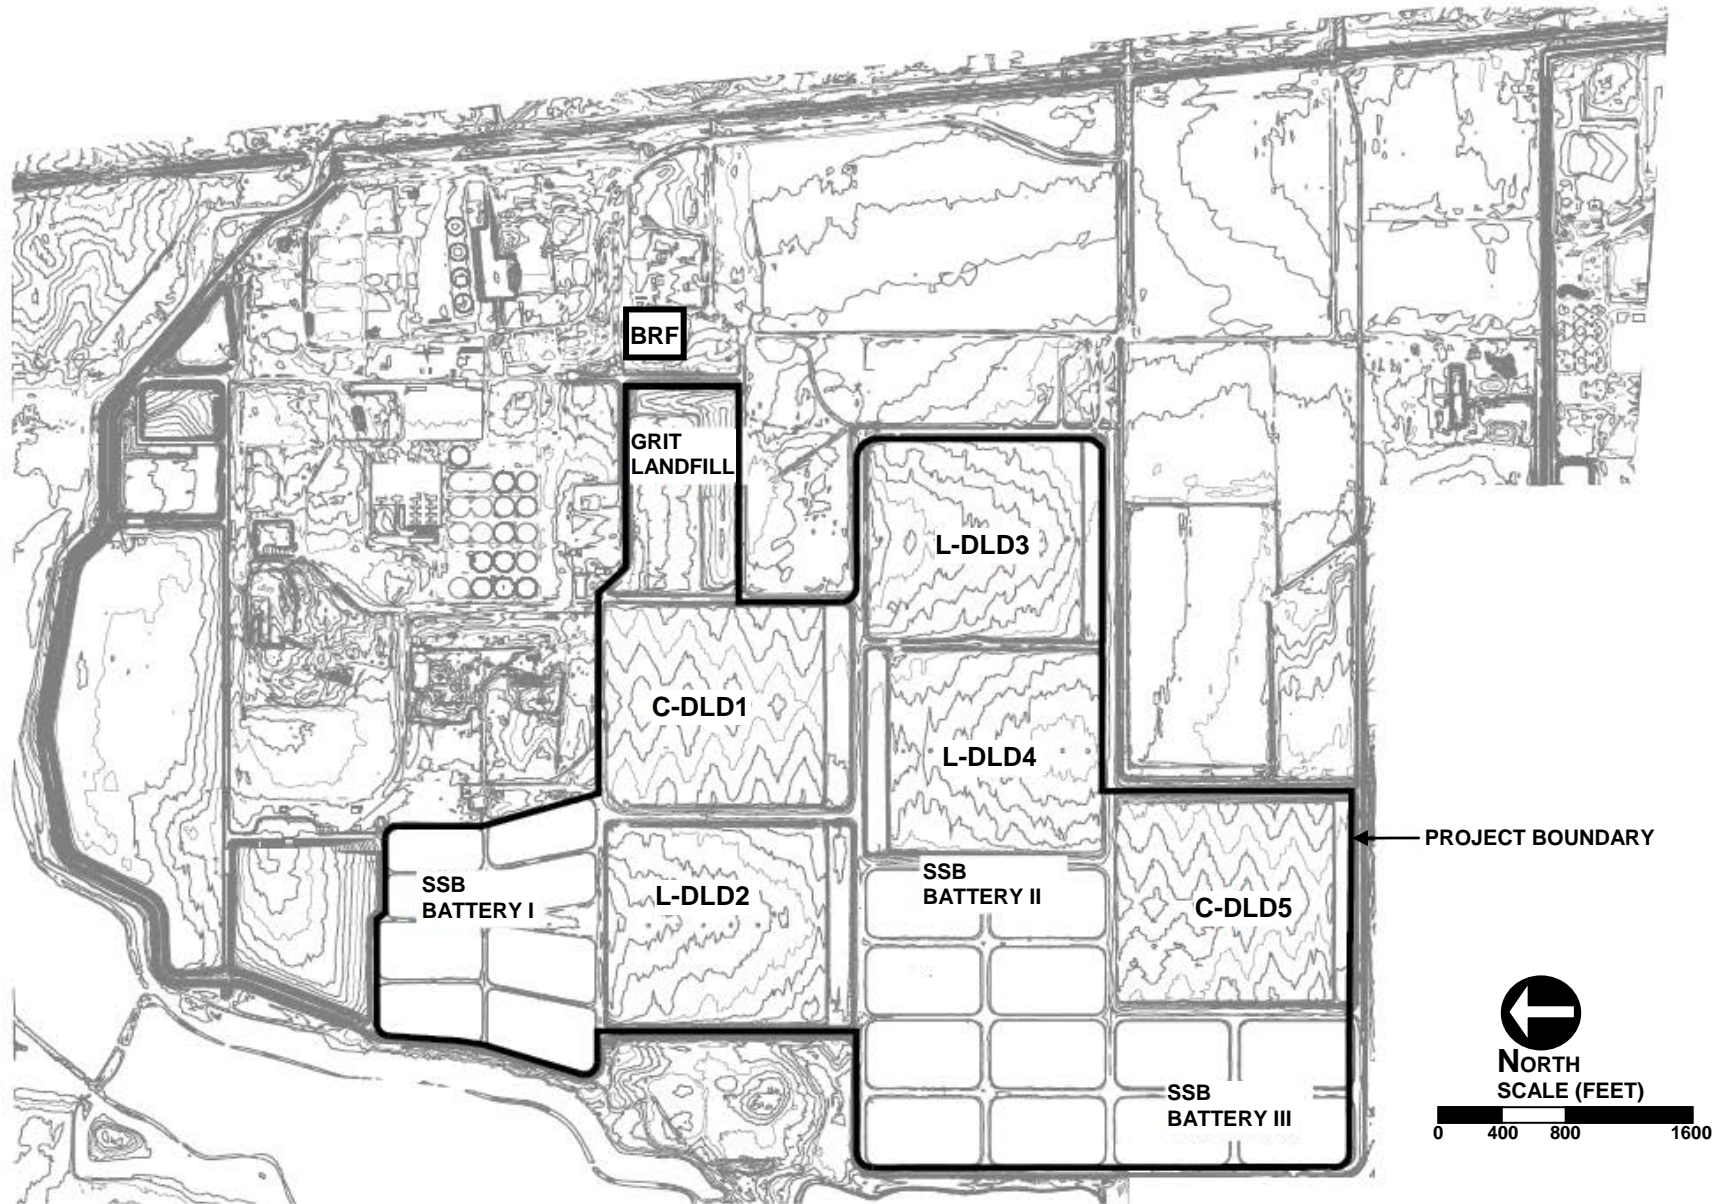 BRF
GRIT
LANDFILL
L-DLD3
C-DLD1
L-DLD4
PROJECT BOUNDARY
SSB
BATTERY I
L-DLD2
SSB
BATTERY II
C-DLD5
NORTH
SCALE (FEET)
SSB
BATTERY III
0 400 800 1600